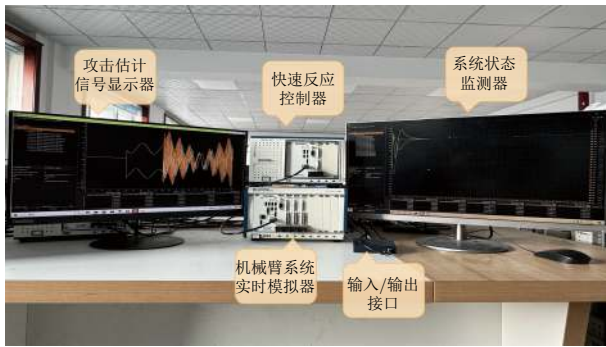 攻击估计
信号显示器
快速反应
控制器
系统状态
监测器
机械臂系统
实时模拟器
输入/输出
接口